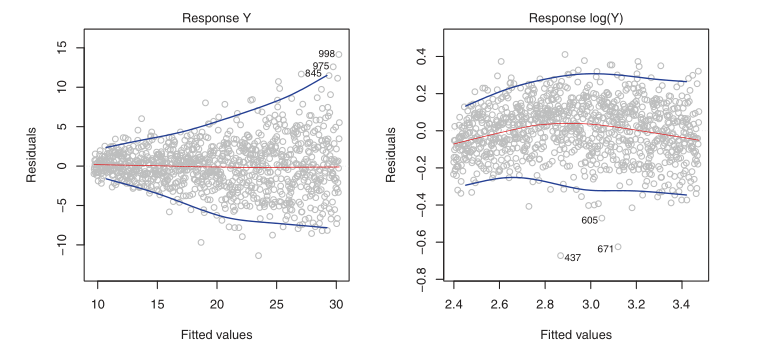 Response Y
998
975
845
15
10
5
0
−5
−10
Residuals
10 15 20 25 30
Fitted values
Response log(Y)
0.4
0.2
0.0
−0.2
−0.4
−0.6
−0.8
Residuals
605
671
437
2.4 2.6 2.8 3.0 3.2 3.4
Fitted values